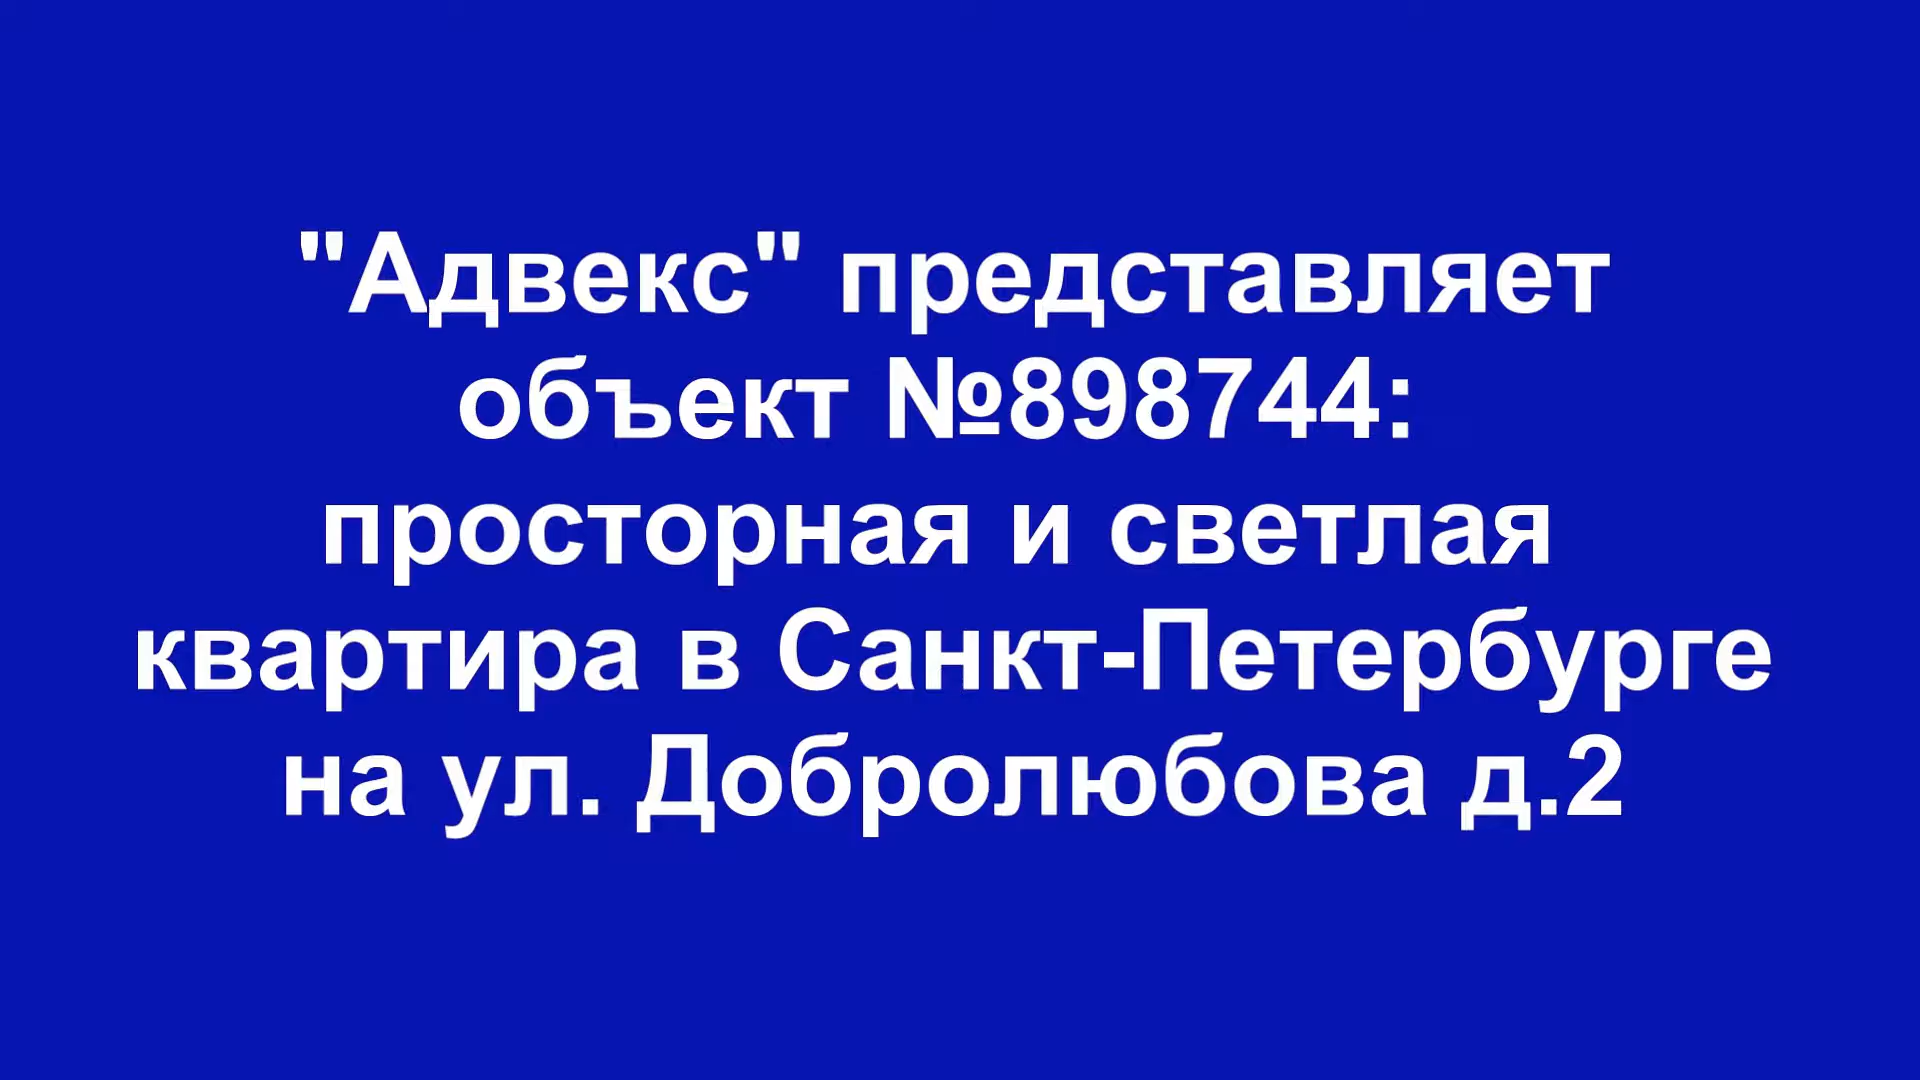 "Адвекс" представляет
объект №898744:
просторная и светлая
квартира в Санкт-Петербурге
на ул. Добролюбова д.2